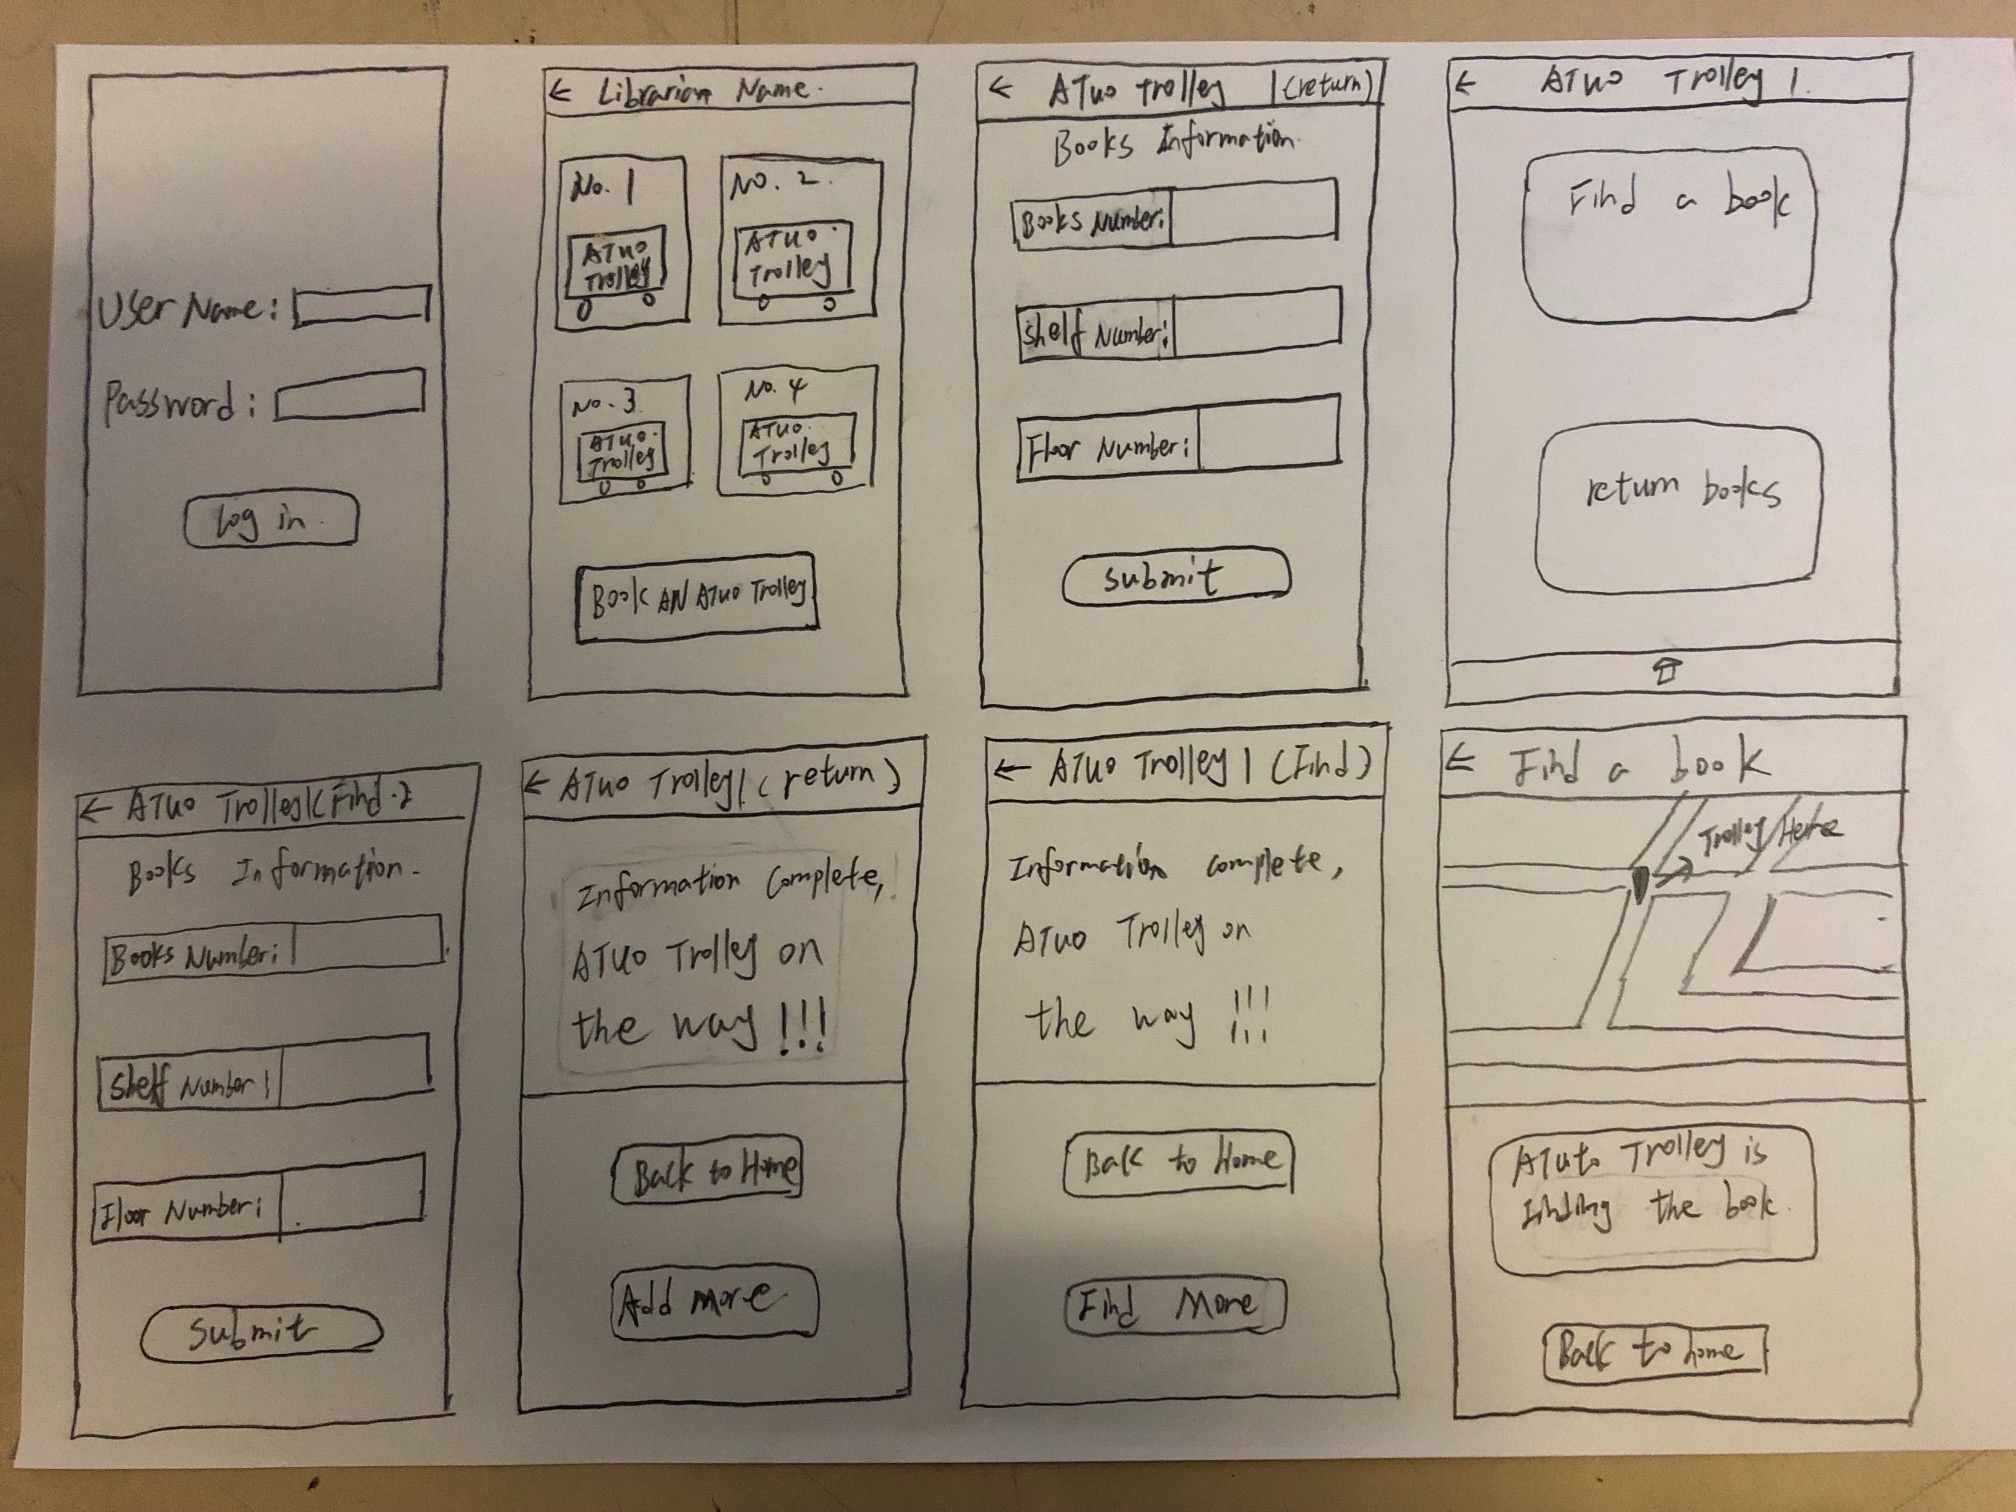 User Name:
Password:
Log in.
← Librarian Name.
No. 1
ATuo
Trolley
No. 2
ATuo.
Trolley
No. 3
ATuo.
Trolley
No. 4
ATuo.
Trolley
Book AN ATuo Trolley
← ATuo Trolley 1(return)
Books Information.
Books Number:
Shelf Number:
Floor Number:
Submit
← ATuo Trolley 1.
Find a book
return books
← ATuo Trolley
Books Information.
Books Number:
Shelf Number:
Floor Number:
Submit
← ATuo Trolley 1(return)
Information Complete,
ATuo Trolley on
the way !!!
Back to Home
Add More
← ATuo Trolley 1 (Find)
Information complete,
ATuo Trolley on
the way !!!
Back to Home
Find More
← Find a book
Trolley Here
ATuto Trolley is
finding the book.
Back to home